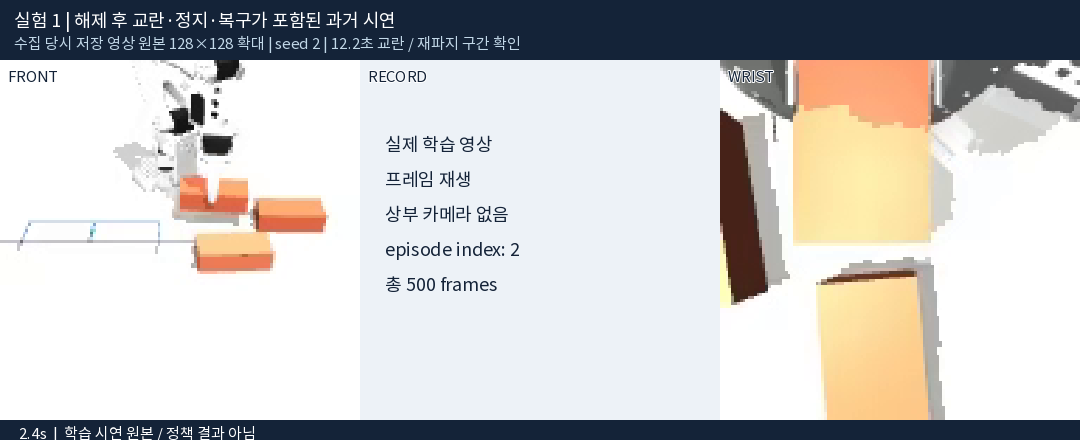 실험 1 | 해제 후 교란·정지·복구가 포함된 과거 시연
수집 당시 저장 영상 원본 128×128 확대 | seed 2 | 12.2초 교란 / 재파지 구간 확인
FRONT
RECORD
WRIST
실제 학습 영상
프레임 재생
상부 카메라 없음
episode index: 2
총 500 frames
2.4s | 학습 시연 원본 / 정책 결과 아님